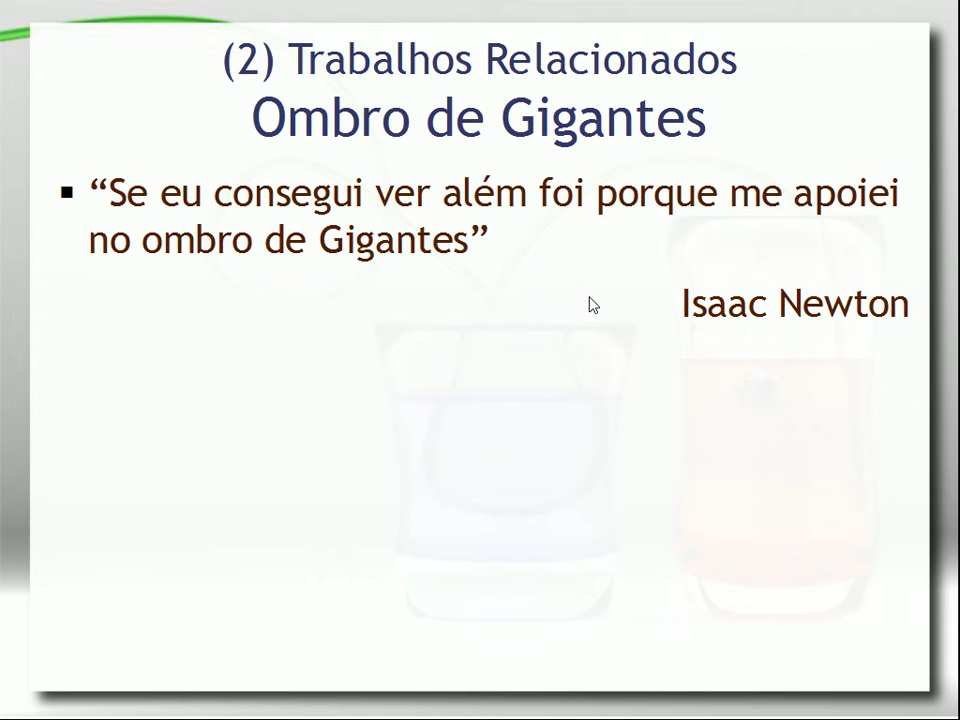 (2) Trabalhos Relacionados
Ombro de Gigantes
▪ “Se eu consegui ver além foi porque me apoiei
no ombro de Gigantes”
Isaac Newton